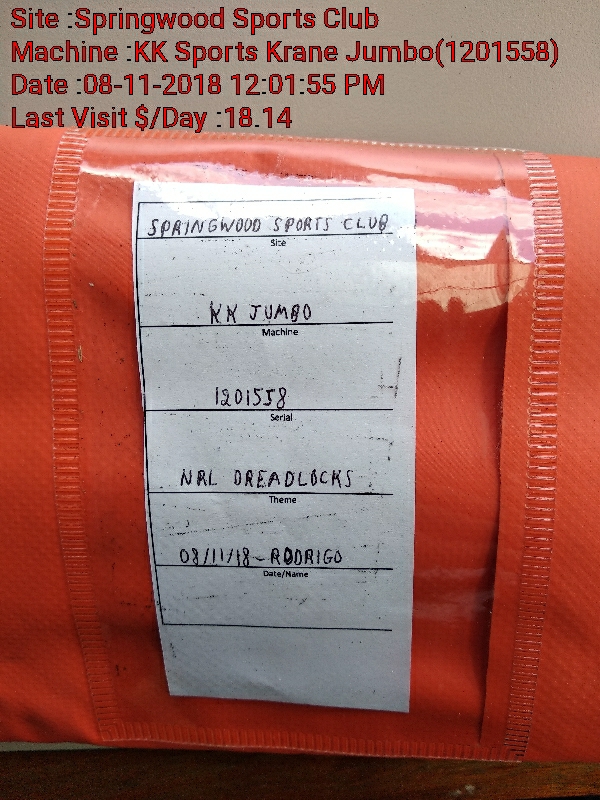 Site :Springwood Sports Club
Machine :KK Sports Krane Jumbo(1201558)
Date :08-11-2018 12:01:55 PM
Last Visit $/Day :18.14
SPRINGWOOD SPORTS CLUB
Site
KK JUMBO
Machine
1201558
Serial
NRL DREADLOCKS
Theme
08/11/18-RODRIGO
Date/Name